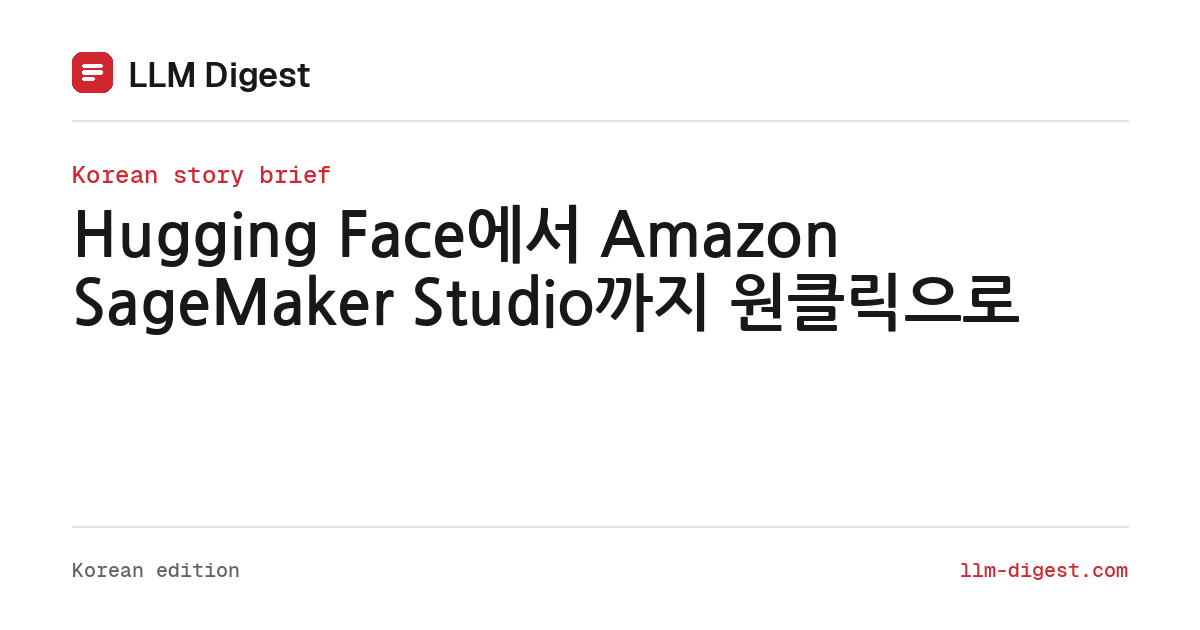 LLM Digest
Korean story brief
Hugging Face에서 Amazon
SageMaker Studio까지 원클릭으로
Korean edition
llm-digest.com